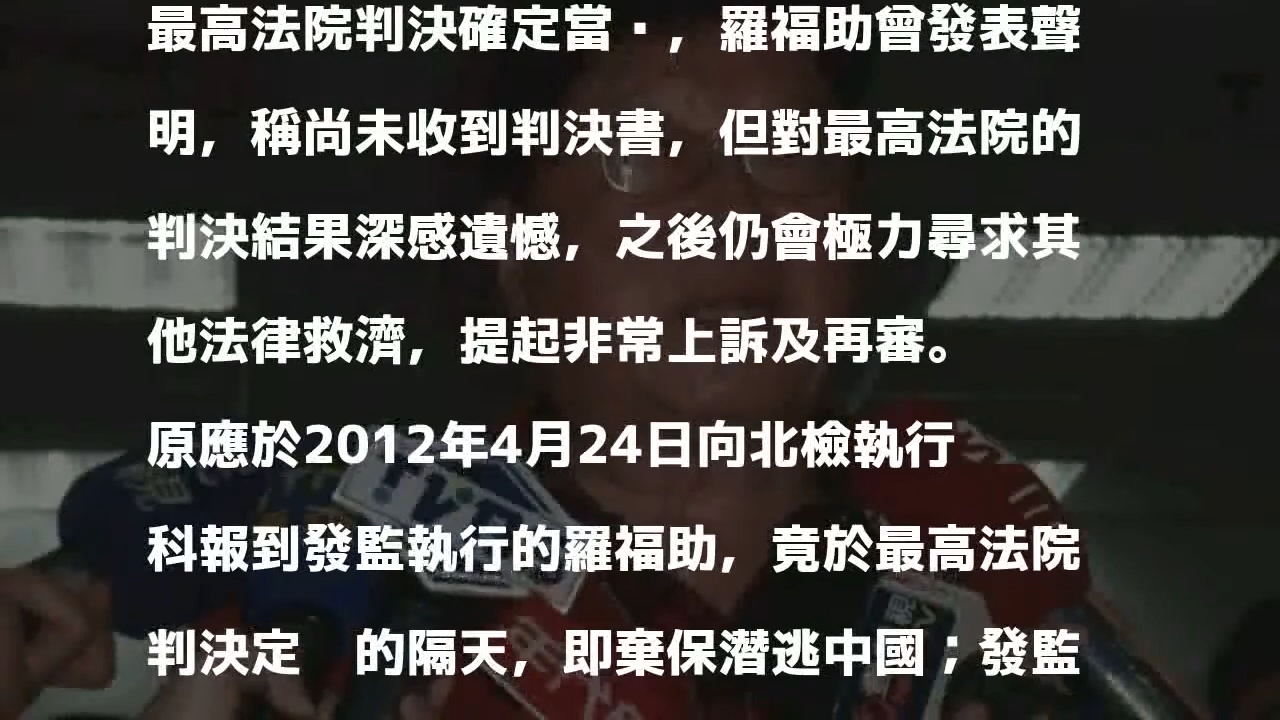 最高法院判決確定當·，羅福助曾發表聲
明，稱尚未收到判決書，但對最高法院的
判決結果深感遺憾，之後仍會極力尋求其
他法律救濟，提起非常上訴及再審。
原應於2012年4月24日向北檢執行
科報到發監執行的羅福助，竟於最高法院
判決定　的隔天，即棄保潛逃中國；發監